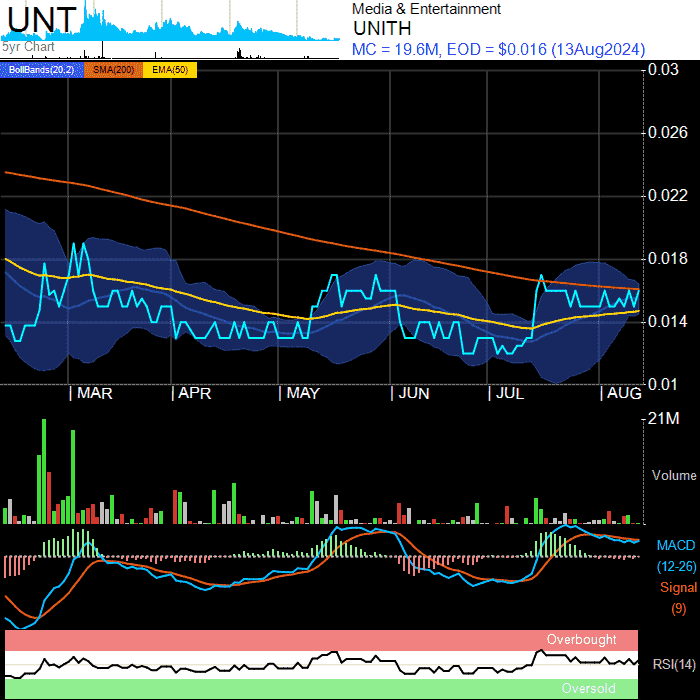 UNT
5yr Chart
Media & Entertainment
UNITH
MC = 19.6M, EOD = $0.016 (13Aug2024)
BollBands(20,2) SMA(200) EMA(50)
0.03
0.026
0.022
0.018
0.014
0.01
MAR APR MAY JUN JUL AUG
21M
Volume
MACD
(12-26)
Signal
(9)
Overbought
RSI(14)
Oversold